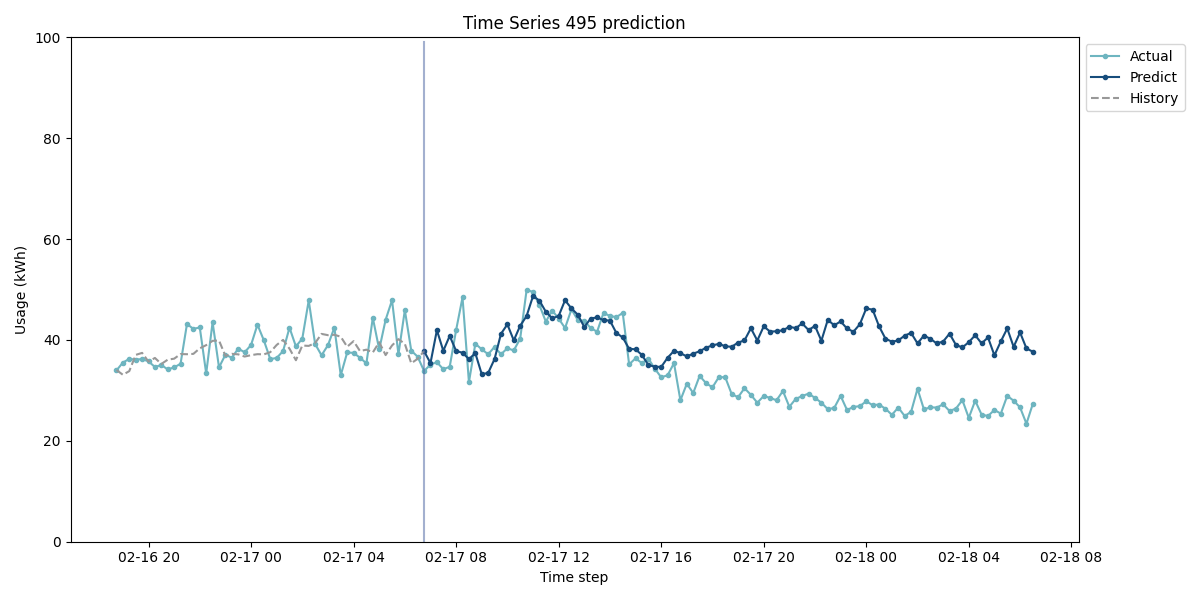 Time Series 495 prediction
100
80
60
40
20
0
Usage (kWh)
02-16 20
02-17 00
02-17 04
02-17 08
02-17 12
02-17 16
02-17 20
02-18 00
02-18 04
02-18 08
Time step
Actual
Predict
History